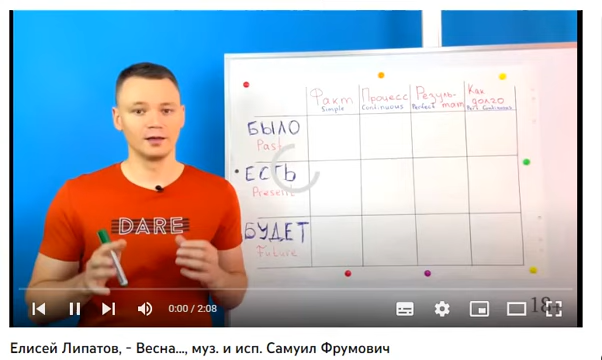 Факт Процесс Резуль-тат Как долго
Simple Continuous Perfect Perf. Continuous
БЫЛО
Past
ЕСТЬ
Present
DARE
БУДЕТ
Future
0:00 / 2:08
18+
Елисей Липатов, - Весна..., муз. и исп. Самуил Фрумович